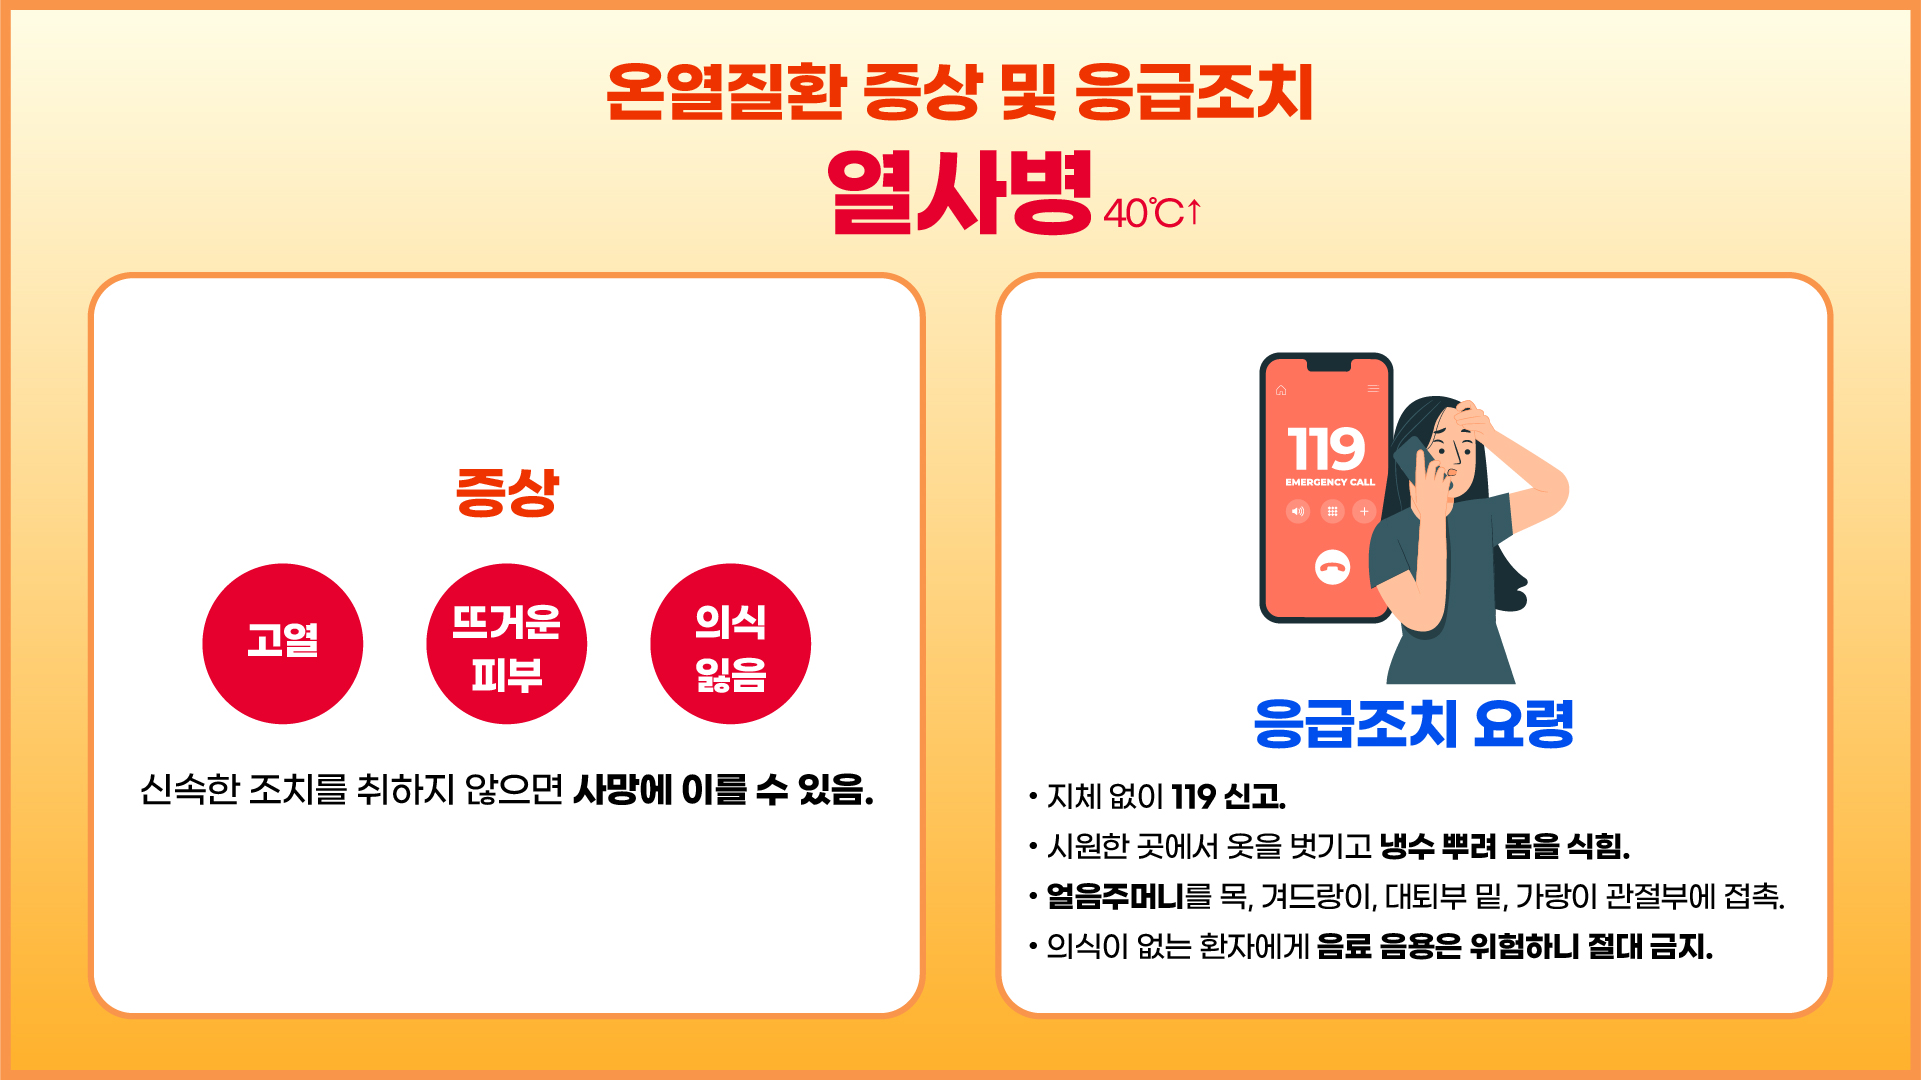 온열질환 증상 및 응급조치
열사병 40℃↑
증상
고열
뜨거운
피부
의식
잃음
신속한 조치를 취하지 않으면 사망에 이를 수 있음.
119
EMERGENCY CALL
응급조치 요령
• 지체 없이 119 신고.
• 시원한 곳에서 옷을 벗기고 냉수 뿌려 몸을 식힘.
• 얼음주머니를 목, 겨드랑이, 대퇴부 밑, 가랑이 관절부에 접촉.
• 의식이 없는 환자에게 음료 음용은 위험하니 절대 금지.